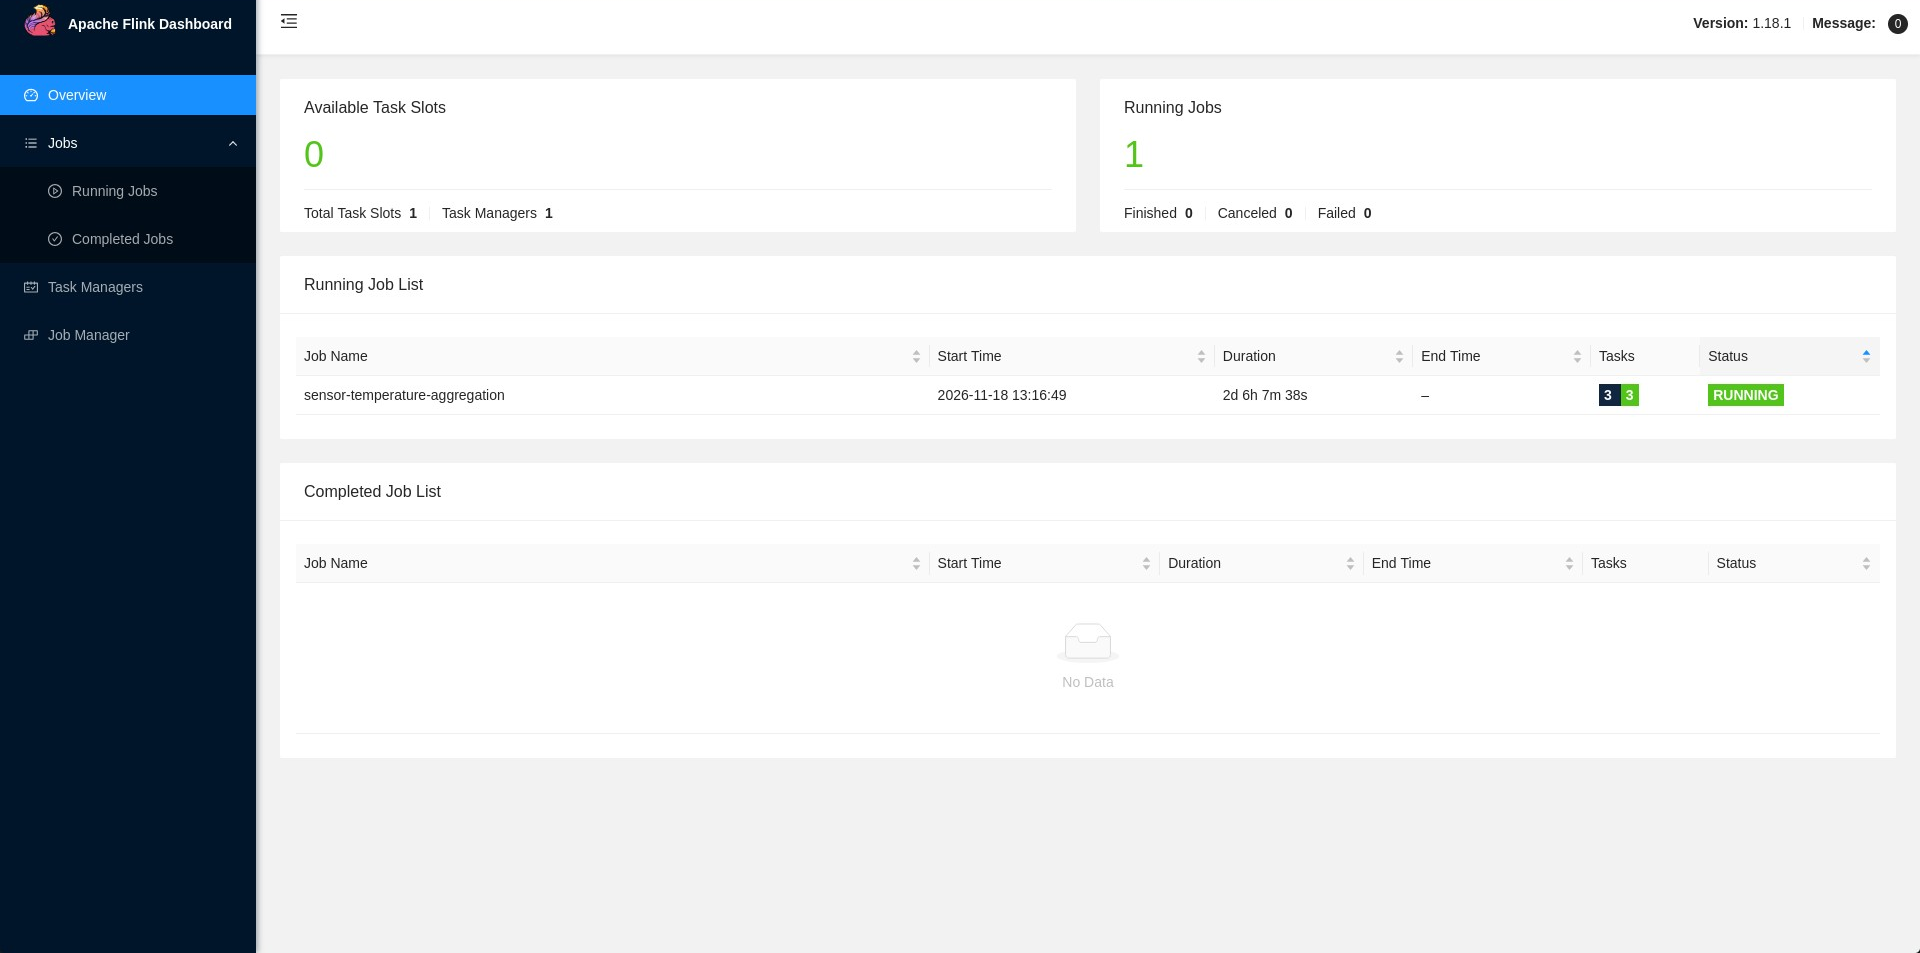 Apache Flink Dashboard
Version: 1.18.1 Message: 0
Overview
Jobs
Running Jobs
Completed Jobs
Task Managers
Job Manager
Available Task Slots
0
Total Task Slots 1 Task Managers 1
Running Jobs
1
Finished 0 Canceled 0 Failed 0
Running Job List
Job Name Start Time Duration End Time Tasks Status
sensor-temperature-aggregation 2026-11-18 13:16:49 2d 6h 7m 38s – 3 3 RUNNING
Completed Job List
Job Name Start Time Duration End Time Tasks Status
No Data